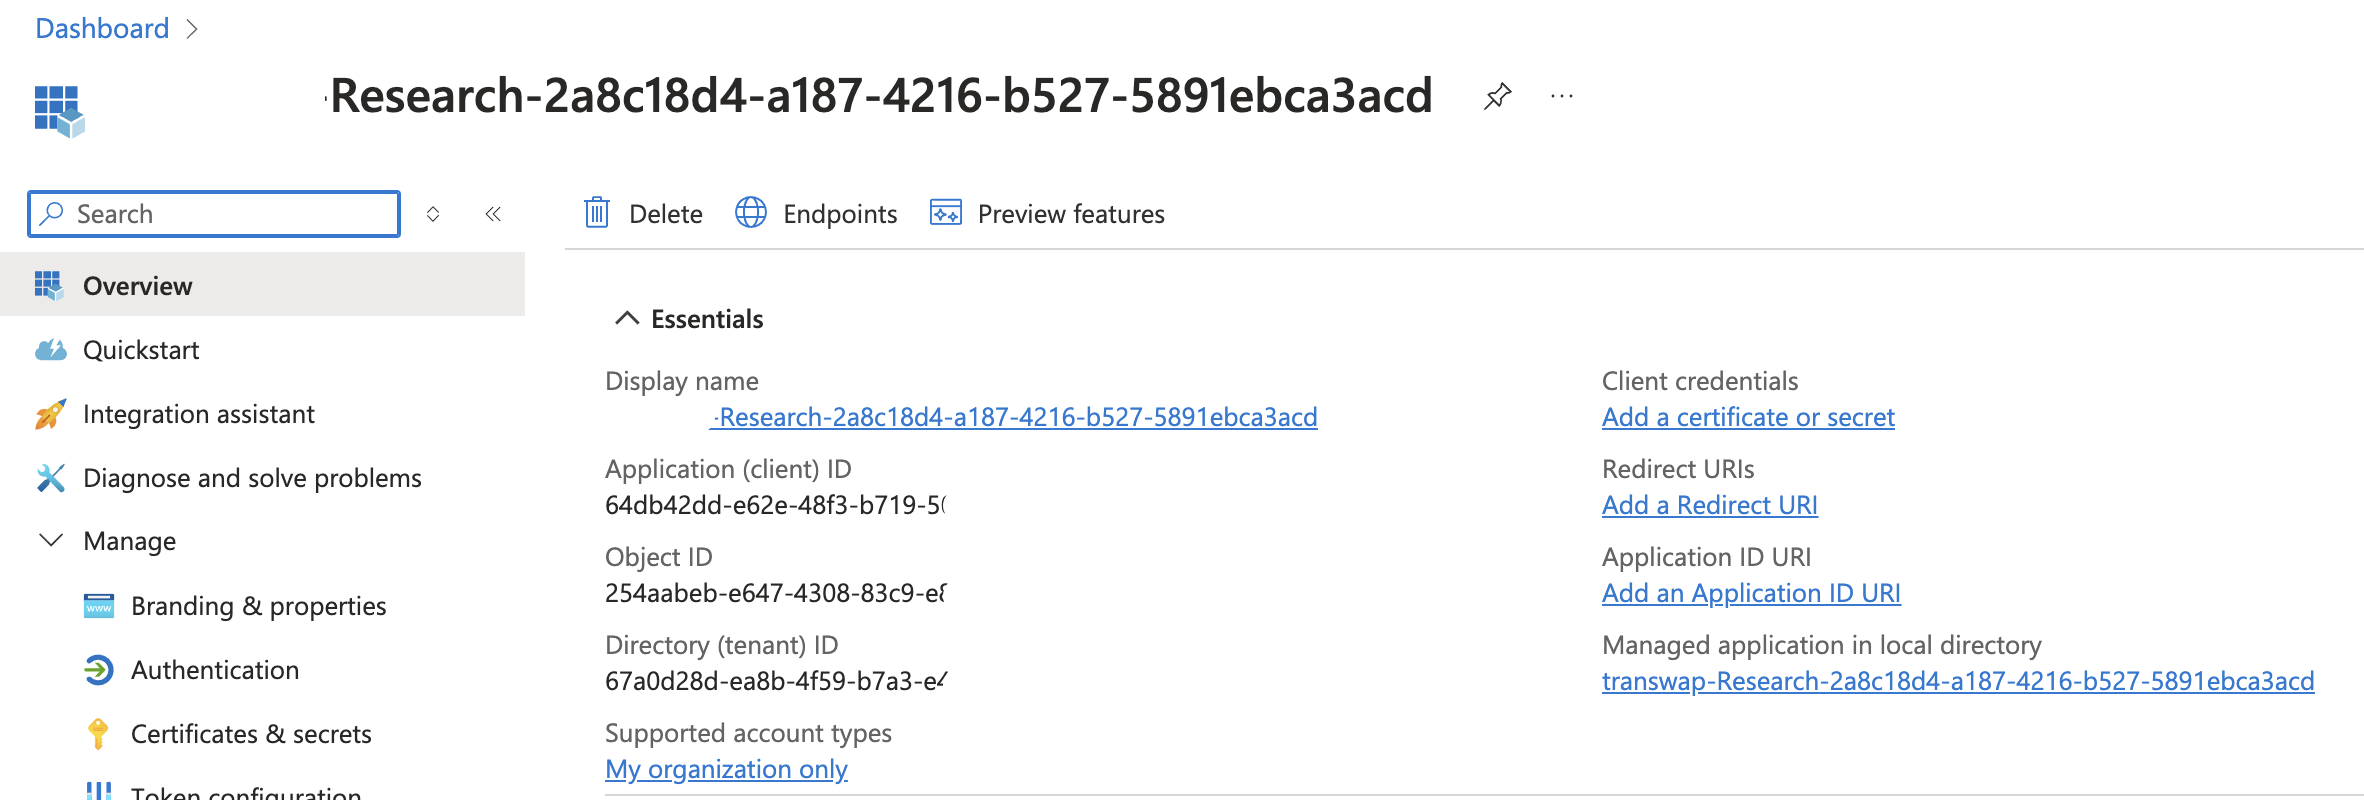 Dashboard
-Research-2a8c18d4-a187-4216-b527-5891ebca3acd
Search
Delete
Endpoints
Preview features
Overview
Quickstart
Integration assistant
Diagnose and solve problems
Manage
Branding & properties
Authentication
Certificates & secrets
Token configuration
Essentials
Display name
-Research-2a8c18d4-a187-4216-b527-5891ebca3acd
Application (client) ID
64db42dd-e62e-48f3-b719-5
Object ID
254aabeb-e647-4308-83c9-e
Directory (tenant) ID
67a0d28d-ea8b-4f59-b7a3-e
Supported account types
My organization only
Client credentials
Add a certificate or secret
Redirect URIs
Add a Redirect URI
Application ID URI
Add an Application ID URI
Managed application in local directory
transwap-Research-2a8c18d4-a187-4216-b527-5891ebca3acd